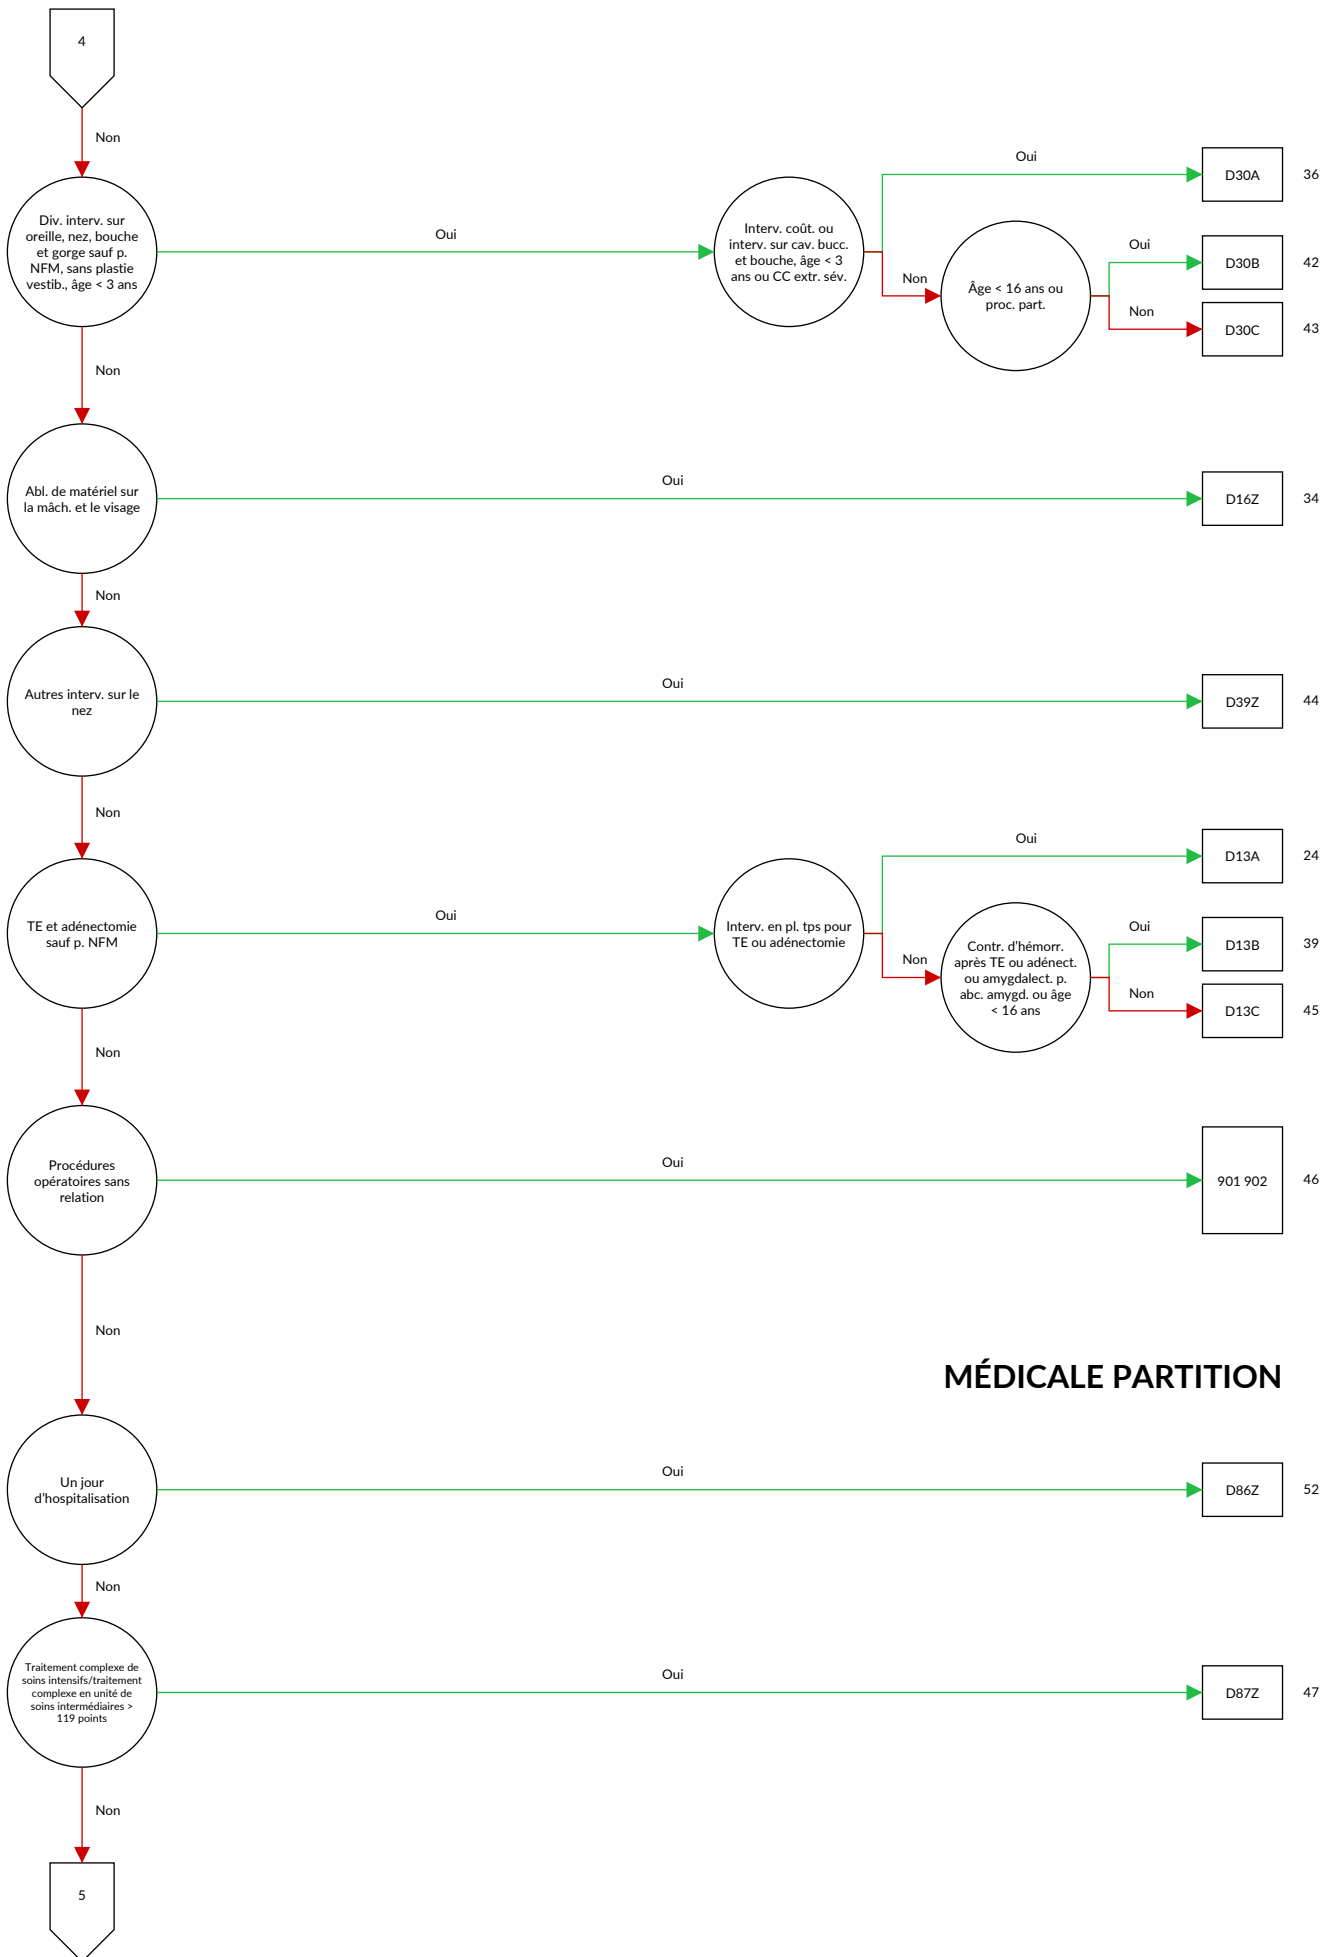 4
Non
Div. interv. sur
oreille, nez, bouche
et gorge sauf p.
NFM, sans plastie
vestib., âge < 3 ans
Oui
Interv. coût. ou
interv. sur cav. bucc.
et bouche, âge < 3
ans ou CC extr. sév.
Oui
D30A
36
Non
Âge < 16 ans ou
proc. part.
Oui
D30B
42
Non
D30C
43
Non
Abl. de matériel sur
la mâch. et le visage
Oui
D16Z
34
Non
Autres interv. sur le
nez
Oui
D39Z
44
Non
TE et adénectomie
sauf p. NFM
Oui
Interv. en pl. tps pour
TE ou adénectomie
Oui
D13A
24
Non
Contr. d'hémorr.
après TE ou adénect.
ou amygdalect. p.
abc. amygd. ou âge
< 16 ans
Oui
D13B
39
Non
D13C
45
Non
Procédures
opératoires sans
relation
Oui
901 902
46
Non
MÉDICALE PARTITION
Un jour
d'hospitalisation
Oui
D86Z
52
Non
Traitement complexe de
soins intensifs/traitement
complexe en unité de
soins intermédiaires >
119 points
Oui
D87Z
47
Non
5